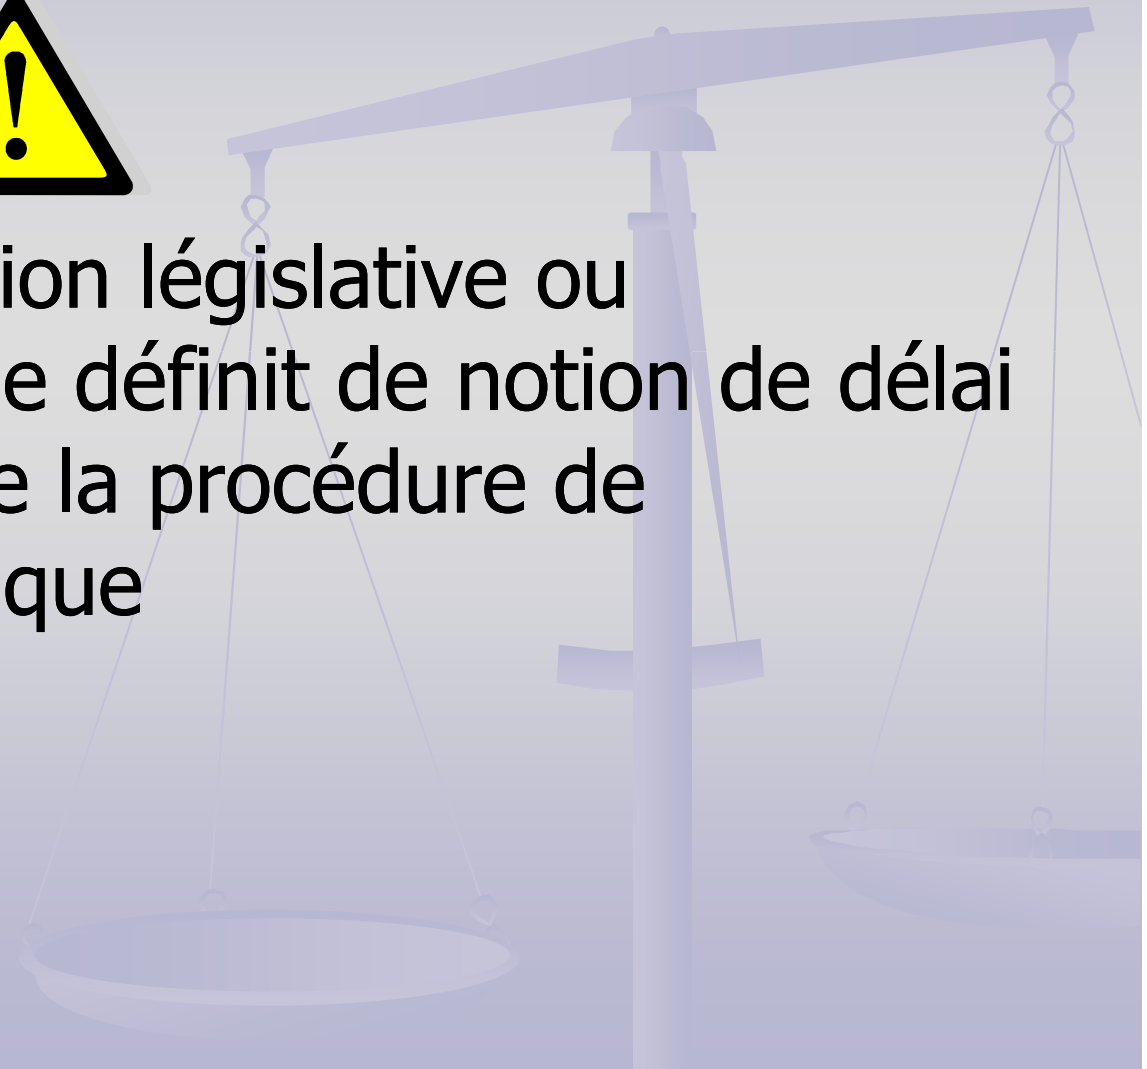 !
ion législative ou
e définit de notion de délai
e la procédure de
que